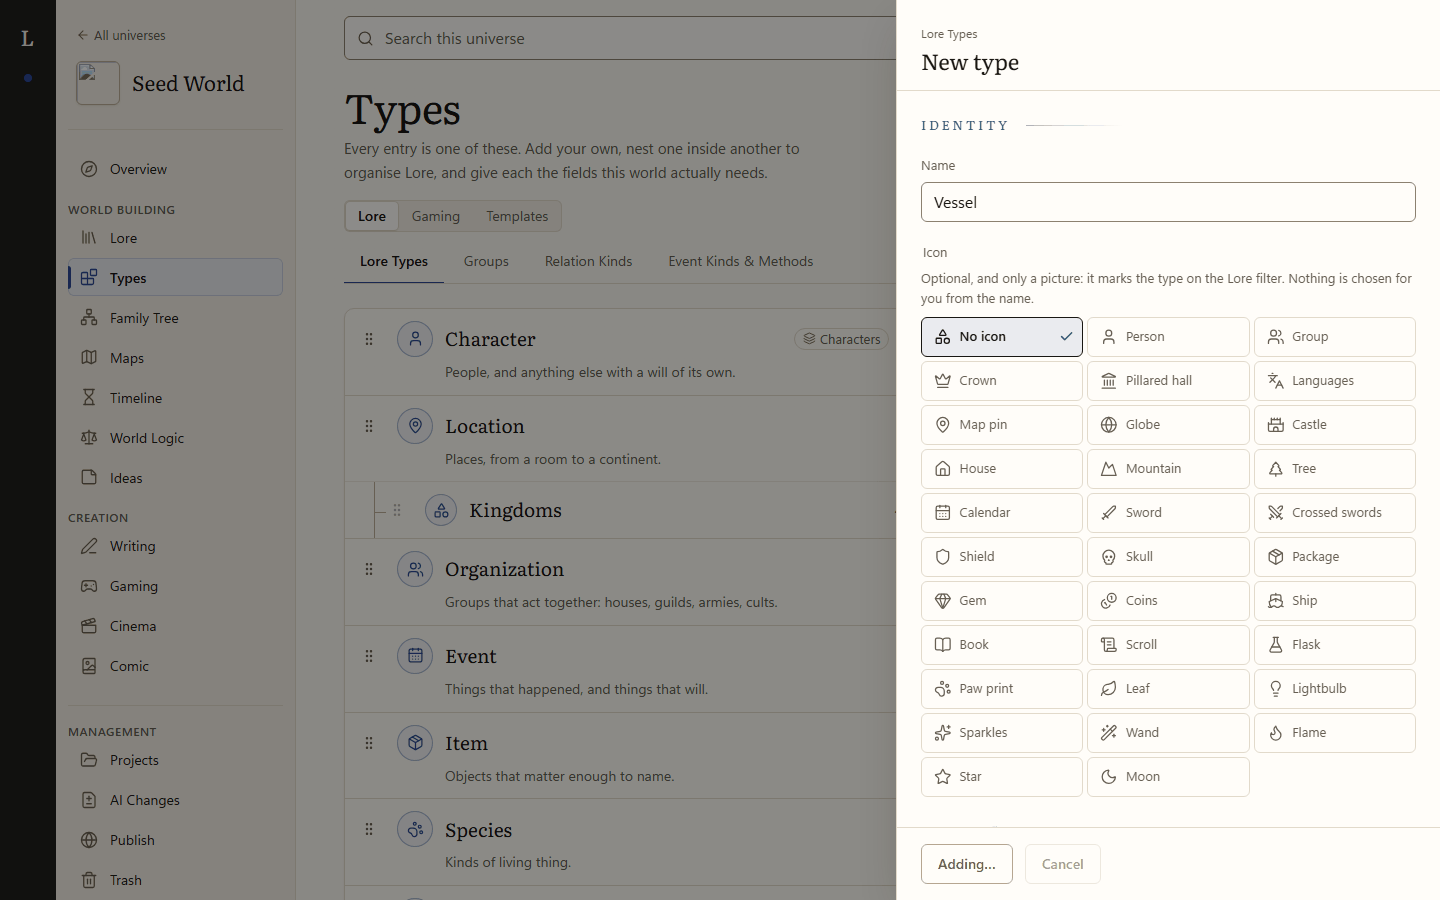 L
All universes
Seed World
Overview
WORLD BUILDING
Lore
Types
Family Tree
Maps
Timeline
World Logic
Ideas
CREATION
Writing
Gaming
Cinema
Comic
MANAGEMENT
Projects
AI Changes
Publish
Trash
Search this universe
Types
Every entry is one of these. Add your own, nest one inside another to
organise Lore, and give each the fields this world actually needs.
Lore Gaming Templates
Lore Types Groups Relation Kinds Event Kinds & Methods
Character
Characters
People, and anything else with a will of its own.
Location
Places, from a room to a continent.
Kingdoms
Organization
Groups that act together: houses, guilds, armies, cults.
Event
Things that happened, and things that will.
Item
Objects that matter enough to name.
Species
Kinds of living thing.
Lore Types
New type
IDENTITY
Name
Vessel
Icon
Optional, and only a picture: it marks the type on the Lore filter. Nothing is chosen for
you from the name.
No icon Person Group
Crown Pillared hall Languages
Map pin Globe Castle
House Mountain Tree
Calendar Sword Crossed swords
Shield Skull Package
Gem Coins Ship
Book Scroll Flask
Paw print Leaf Lightbulb
Sparkles Wand Flame
Star Moon
Adding... Cancel